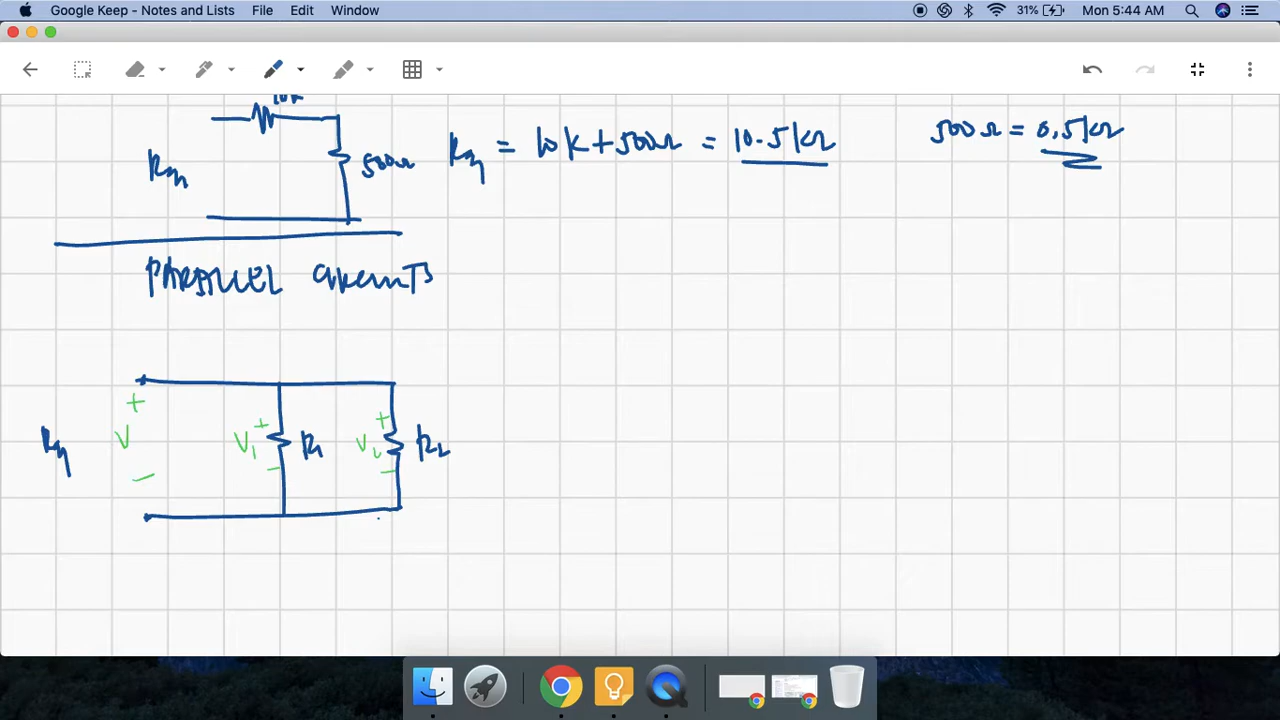 Google Keep - Notes and Lists File Edit Window 31% Mon 5:44 AM
10K
Req = 10K + 500Ω = 10.5KΩ 500Ω = 0.5KΩ
Req 500Ω
PARALLEL CIRCUITS
+ + +
Req V V1 R1 V2 R2
- - -